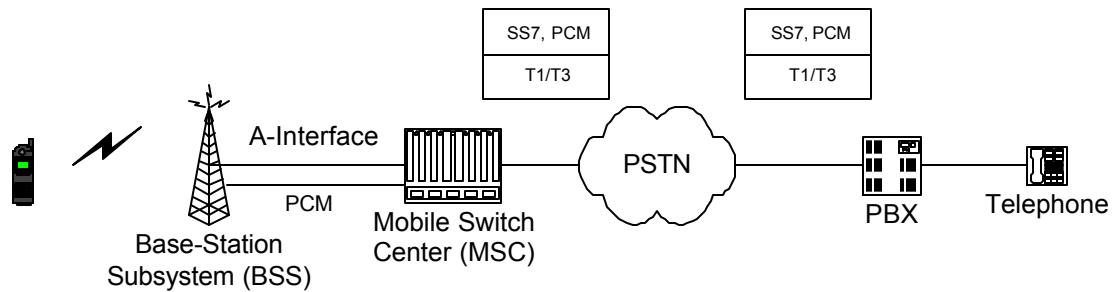 SS7, PCM
T1/T3
SS7, PCM
T1/T3
A-Interface
PCM
Base-Station
Subsystem (BSS)
Mobile Switch
Center (MSC)
PSTN
PBX
Telephone